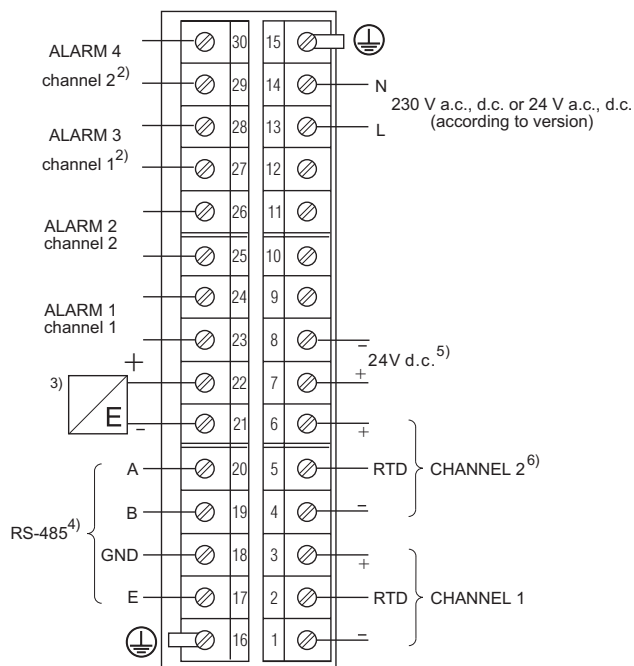 ALARM 4
channel 2 2)
ALARM 3
channel 1 2)
ALARM 2
channel 2
ALARM 1
channel 1
3)
+
E
-
RS-485 4)
A
B
GND
E
30 15
29 14
28 13
27 12
26 11
25 10
24 9
23 8
22 7
21 6
20 5
19 4
18 3
17 2
16 1
N
L
230 V a.c., d.c. or 24 V a.c., d.c.
(according to version)
–
24V d.c. 5)
+
+
RTD
–
CHANNEL 2 6)
+
RTD
–
CHANNEL 1